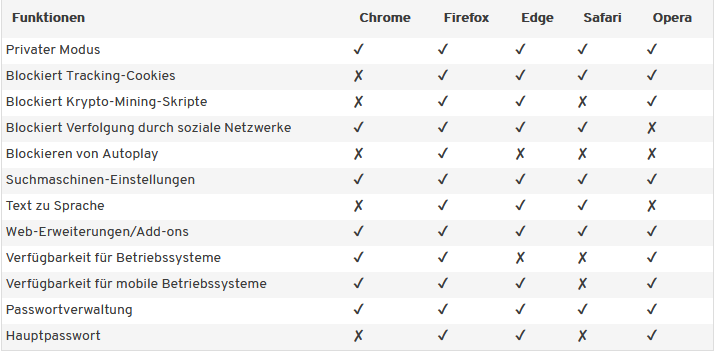 Funktionen Chrome Firefox Edge Safari Opera
Privater Modus ✓ ✓ ✓ ✓ ✓
Blockiert Tracking-Cookies ✗ ✓ ✓ ✓ ✓
Blockiert Krypto-Mining-Skripte ✗ ✓ ✓ ✗ ✓
Blockiert Verfolgung durch soziale Netzwerke ✓ ✓ ✓ ✓ ✗
Blockieren von Autoplay ✗ ✓ ✗ ✗ ✗
Suchmaschinen-Einstellungen ✓ ✓ ✓ ✓ ✓
Text zu Sprache ✗ ✓ ✓ ✓ ✗
Web-Erweiterungen/Add-ons ✓ ✓ ✓ ✓ ✓
Verfügbarkeit für Betriebssysteme ✓ ✓ ✗ ✗ ✓
Verfügbarkeit für mobile Betriebssysteme ✓ ✓ ✓ ✗ ✓
Passwortverwaltung ✓ ✓ ✓ ✓ ✓
Hauptpasswort ✗ ✓ ✓ ✗ ✓